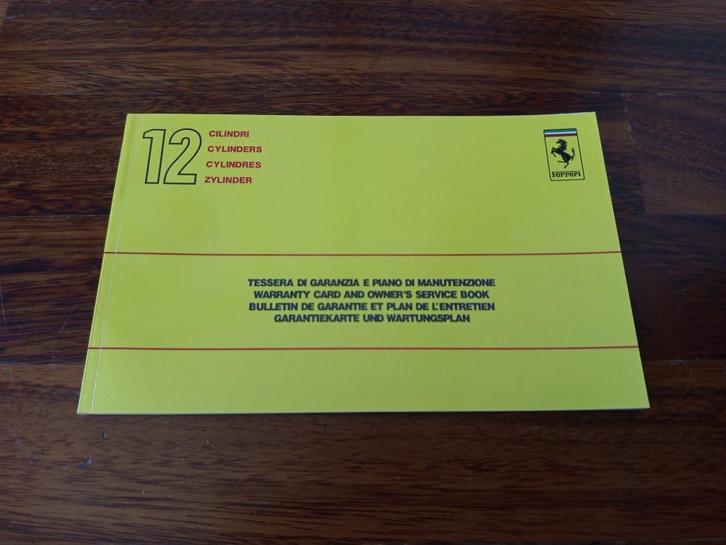 12
CILINDRI
CYLINDERS
CYLINDRES
ZYLINDER
Ferrari
TESSERA DI GARANZIA E PIANO DI MANUTENZIONE
WARRANTY CARD AND OWNER'S SERVICE BOOK
BULLETIN DE GARANTIE ET PLAN DE L'ENTRETIEN
GARANTIEKARTE UND WARTUNGSPLAN